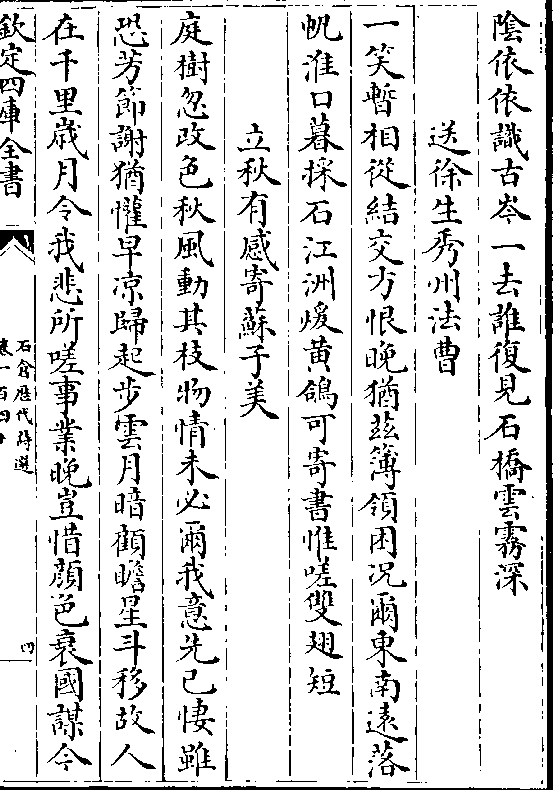 陰依依識古岑一去誰復見石橋雲霧深
送徐生秀州法曹
一笑暫相從結交方恨晚猶兹簿領困况爾東南遠落
帆淮口暮採石江洲煖黄鵠可寄書惟嗟雙翅短
立秋有感寄蘇子美
庭樹忽改色秋風動其枝物情未必爾我意先已悽雖
恐芳節謝猶懼早凉歸起步雲月暗顧瞻星斗移故人
在千里歲月令我悲所嗟事業晚豈惜顔色衰國謀今
欽定四庫全書
石倉歴代詩選
卷一百四十
四